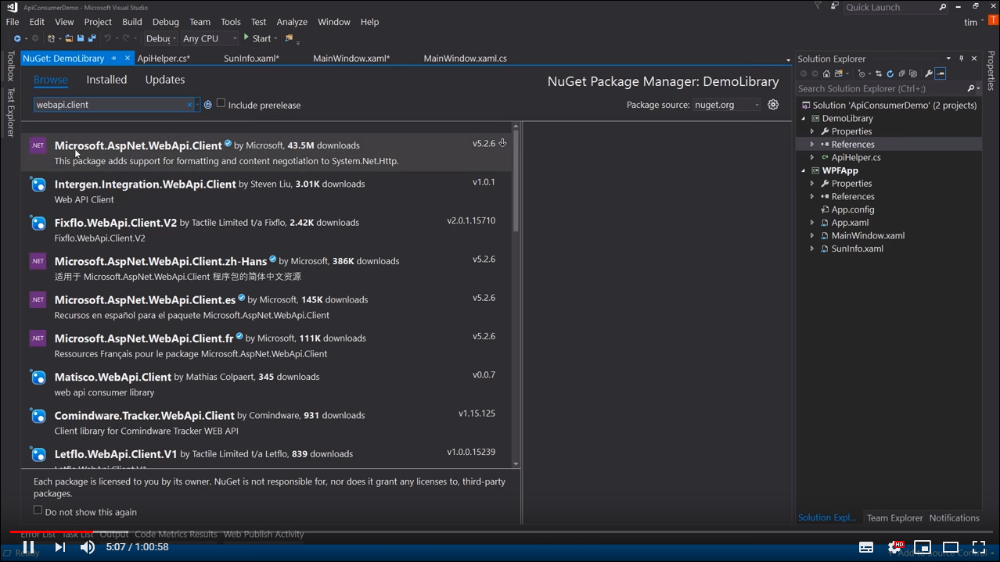 ApiConsumerDemo - Microsoft Visual Studio
Quick Launch (Ctrl+Q)
File Edit View Project Build Debug Team Tools Test Analyze Window Help
tim T
Debug Any CPU Start
Toolbox
Test Explorer
NuGet: DemoLibrary ApiHelper.cs* SunInfo.xaml* MainWindow.xaml* MainWindow.xaml.cs
Browse Installed Updates
NuGet Package Manager: DemoLibrary
webapi.client
Include prerelease
Package source: nuget.org
.NET Microsoft.AspNet.WebApi.Client by Microsoft, 43.5M downloads v5.2.6
This package adds support for formatting and content negotiation to System.Net.Http.
Intergen.Integration.WebApi.Client by Steven Liu, 3.01K downloads v1.0.1
Web API Client
Fixflo.WebApi.Client.V2 by Tactile Limited t/a Fixflo, 2.42K downloads v2.0.1.15710
Fixflo.WebApi.Client.V2
.NET Microsoft.AspNet.WebApi.Client.zh-Hans by Microsoft, 386K downloads v5.2.6
适用于 Microsoft.AspNet.WebApi.Client 程序包的简体中文资源
.NET Microsoft.AspNet.WebApi.Client.es by Microsoft, 145K downloads v5.2.6
Recursos en español para el paquete Microsoft.AspNet.WebApi.Client
.NET Microsoft.AspNet.WebApi.Client.fr by Microsoft, 111K downloads v5.2.6
Ressources Français pour le package Microsoft.AspNet.WebApi.Client
Matisco.WebApi.Client by Mathias Colpaert, 345 downloads v0.0.7
web api consumer library
Comindware.Tracker.WebApi.Client by Comindware, 931 downloads v1.15.125
Client library for Comindware Tracker WEB API
Letflo.WebApi.Client.V1 by Tactile Limited t/a Letflo, 839 downloads v1.0.0.15239
Letflo.WebApi.Client.V1
Each package is licensed to you by its owner. NuGet is not responsible for, nor does it grant any licenses to, third-party
packages.
Do not show this again
Solution Explorer
Search Solution Explorer (Ctrl+;)
Solution 'ApiConsumerDemo' (2 projects)
DemoLibrary
Properties
References
ApiHelper.cs
WPFApp
Properties
References
App.config
App.xaml
MainWindow.xaml
SunInfo.xaml
Solution Expl... Team Explorer Notifications
Properties
Error List Task List Output Code Metrics Results Web Publish Activity
5:07 / 1:00:58
HD
Ready
Add to Source Control